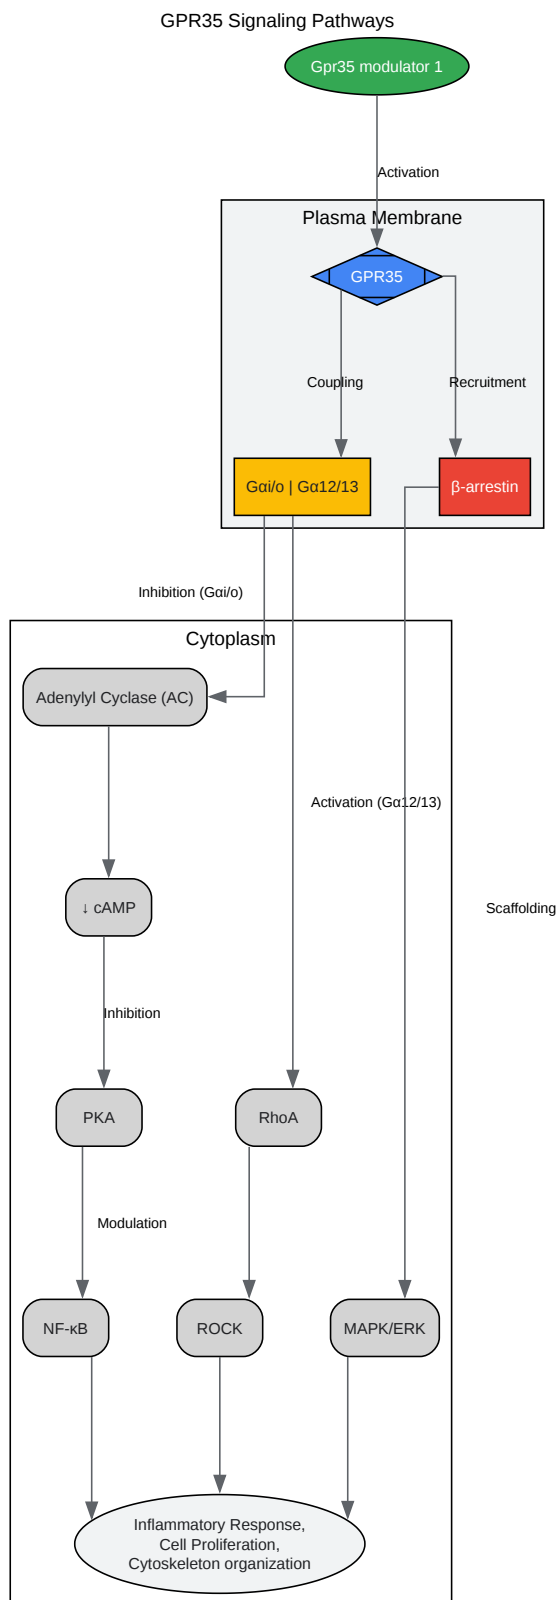 GPR35 Signaling Pathways
Gpr35 modulator 1
Activation
Plasma Membrane
GPR35
Coupling
Recruitment
Gαi/o | Gα12/13
β-arrestin
Inhibition (Gαi/o)
Cytoplasm
Adenylyl Cyclase (AC)
Activation (Gα12/13)
↓ cAMP
Scaffolding
Inhibition
PKA
RhoA
Modulation
NF-κB
ROCK
MAPK/ERK
Inflammatory Response,
Cell Proliferation,
Cytoskeleton organization